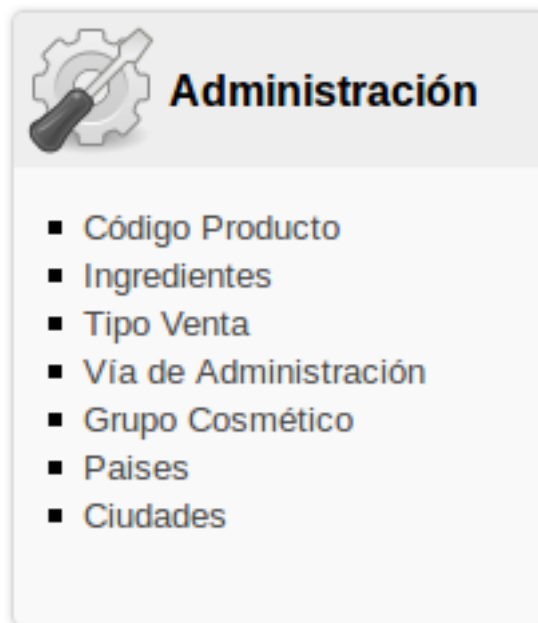 Administración
Código Producto
Ingredientes
Tipo Venta
Vía de Administración
Grupo Cosmético
Paises
Ciudades